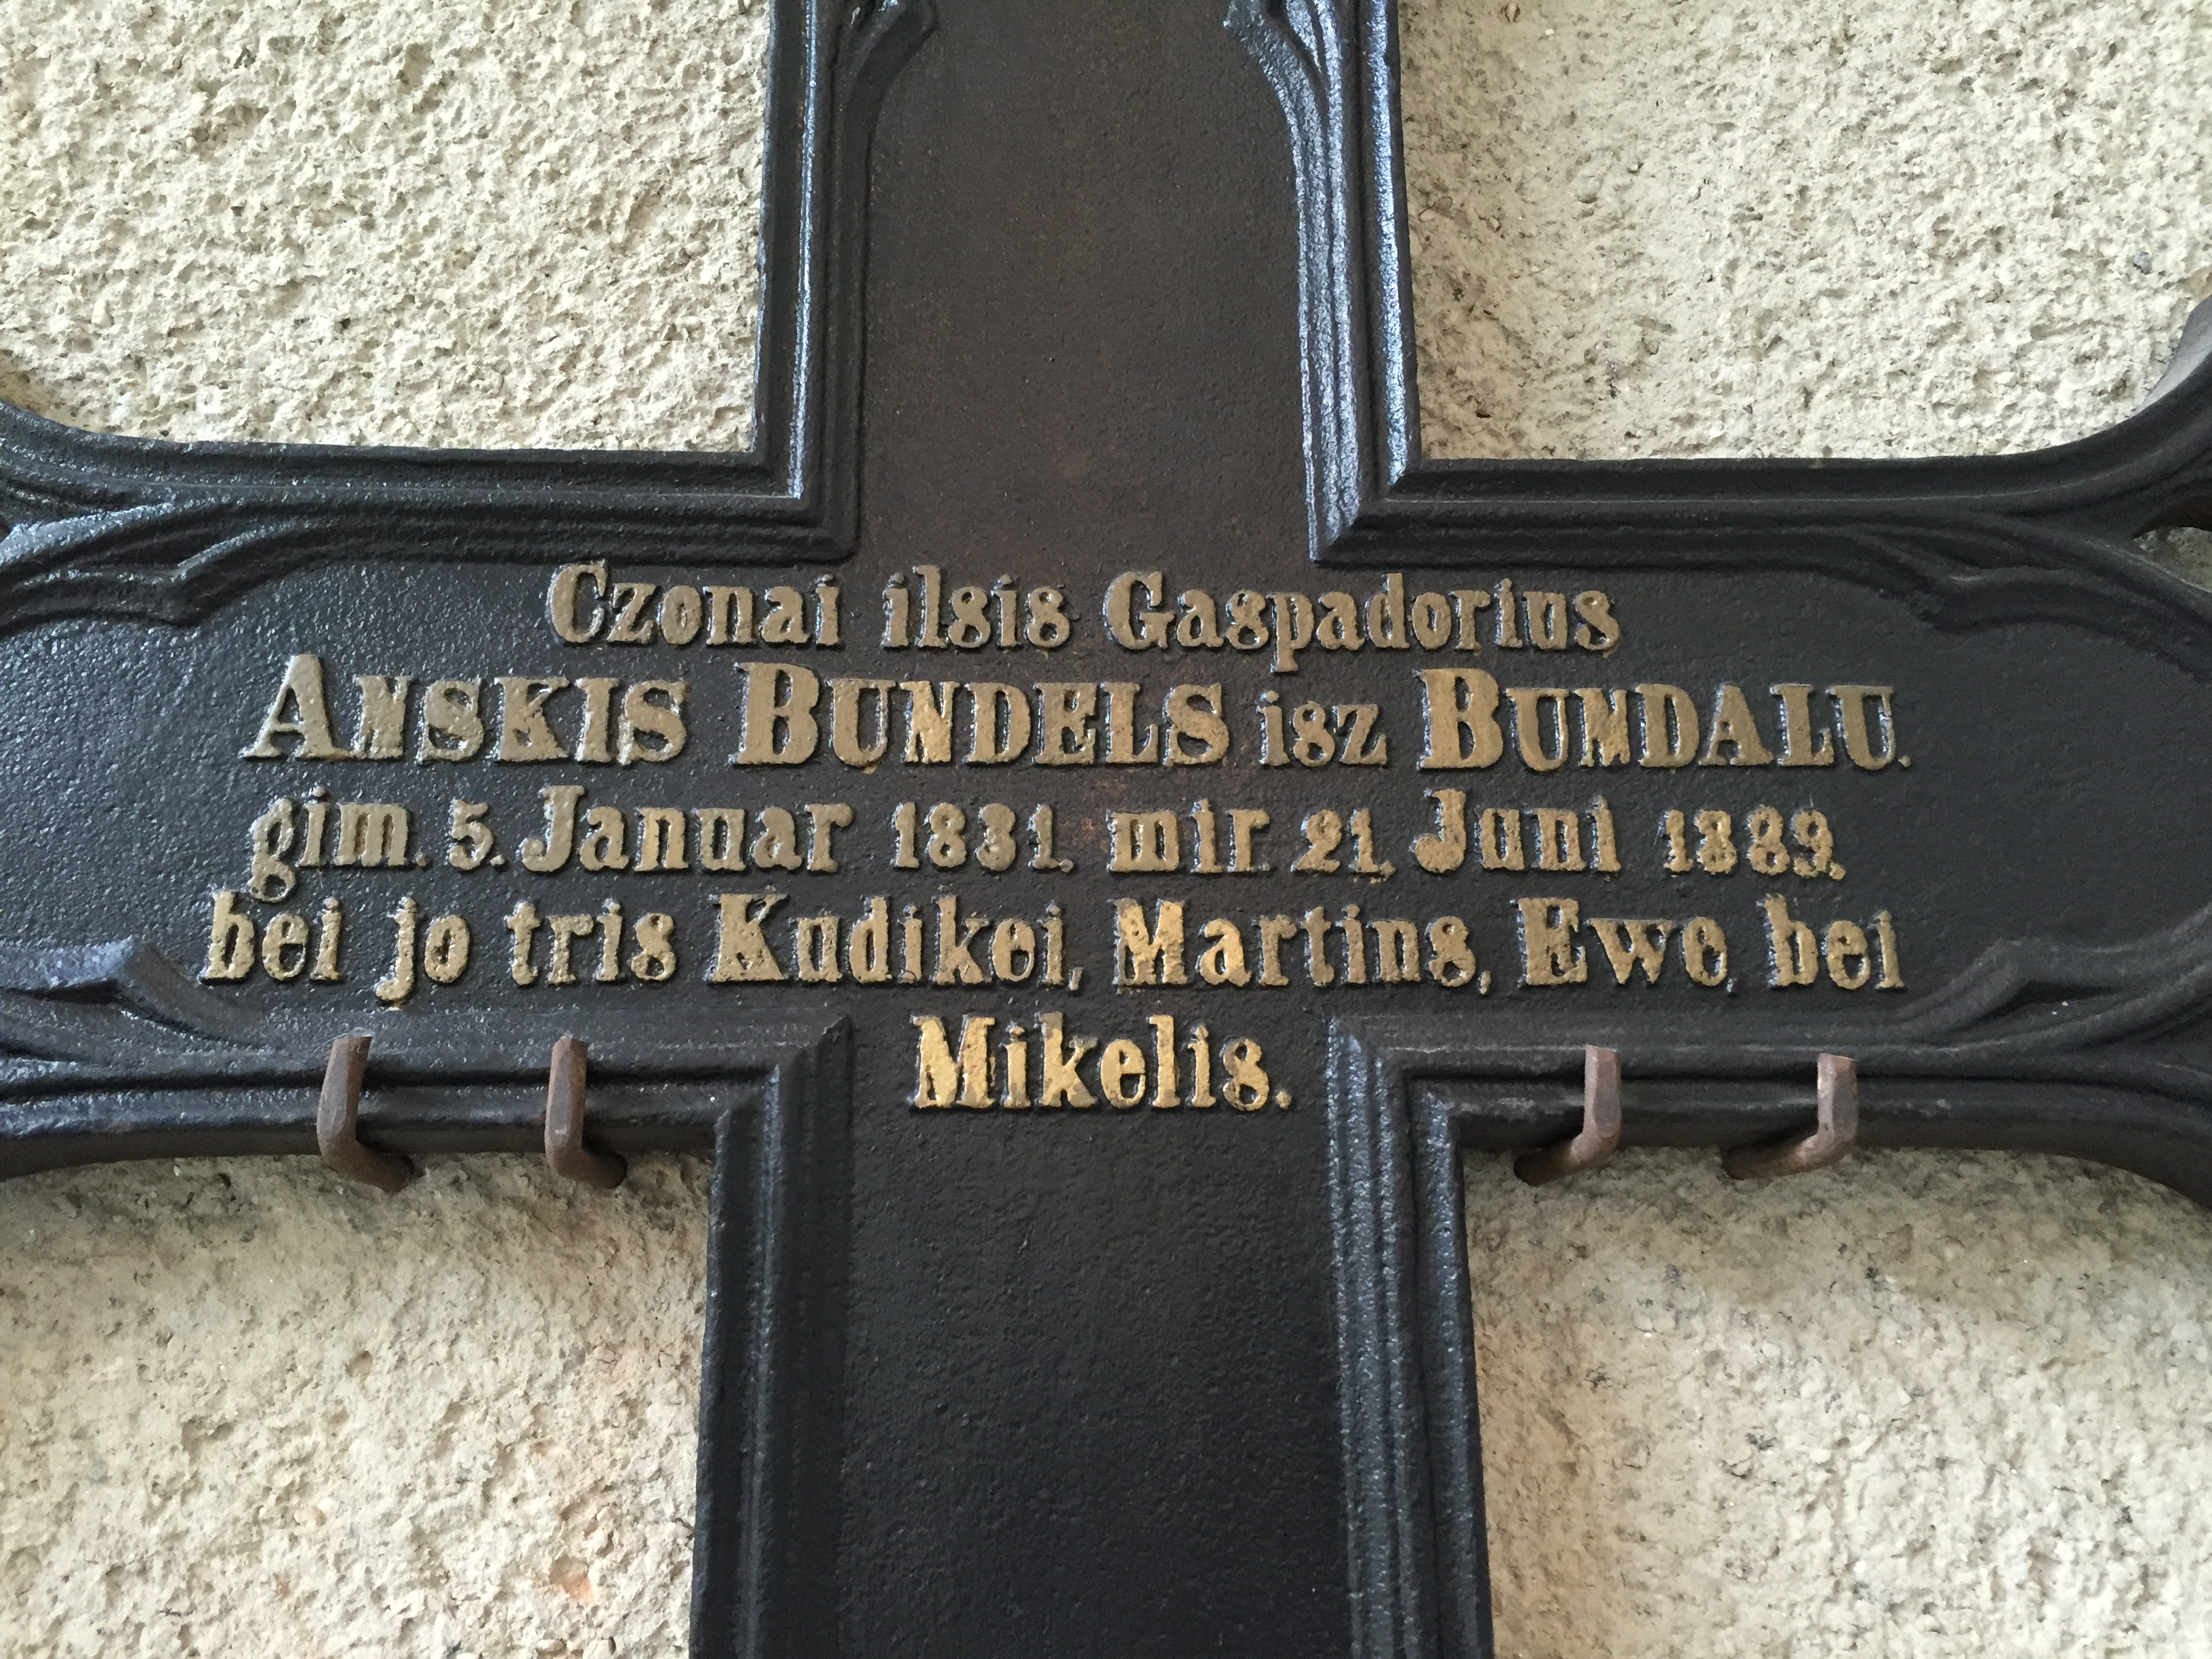 Czonai ilsis Gaspadorius
ANSKIS BUNDELS isz BUNDALU.
gim. 5. Januar 1831. mir 21. Juni 1889.
bei jo tris Kudikei, Martins, Ewe, bei
Mikelis.